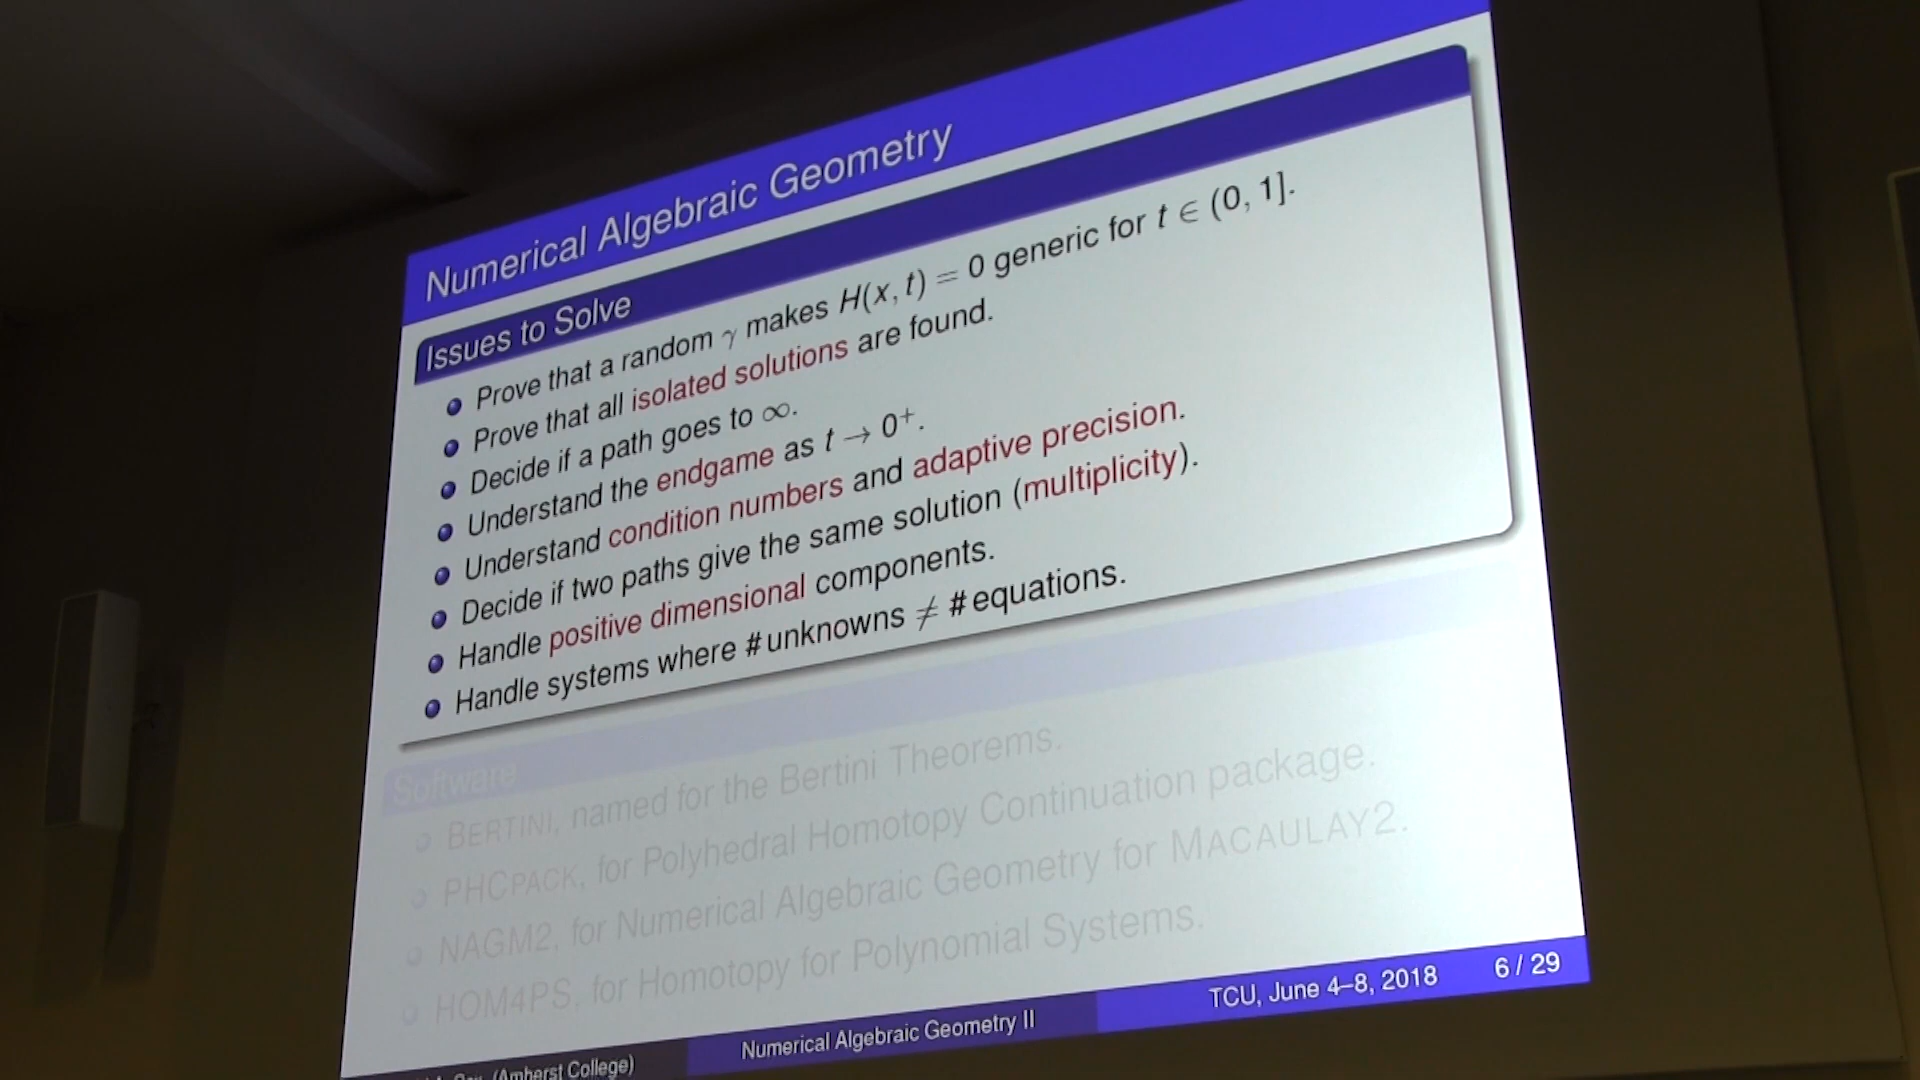 Numerical Algebraic Geometry
Issues to Solve
Prove that a random γ makes H(x, t) = 0 generic for t ∈ (0, 1].
Prove that all isolated solutions are found.
Decide if a path goes to ∞.
Understand the endgame as t → 0⁺.
Understand condition numbers and adaptive precision.
Decide if two paths give the same solution (multiplicity).
Handle positive dimensional components.
Handle systems where #unknowns ≠ #equations.
Software
BERTINI, named for the Bertini Theorems.
PHCPACK, for Polyhedral Homotopy Continuation package.
NAGM2, for Numerical Algebraic Geometry for MACAULAY2.
HOM4PS, for Homotopy for Polynomial Systems.
(Amherst College)
Numerical Algebraic Geometry II
TCU, June 4–8, 2018
6 / 29